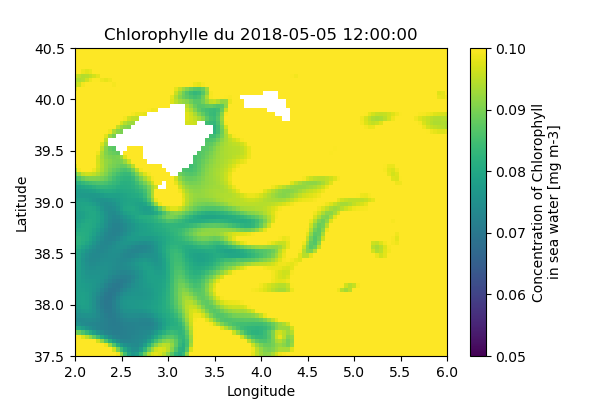 Chlorophylle du 2018-05-05 12:00:00
40.5
40.0
39.5
39.0
38.5
38.0
37.5
Latitude
2.0 2.5 3.0 3.5 4.0 4.5 5.0 5.5 6.0
Longitude
0.10
0.09
0.08
0.07
0.06
0.05
Concentration of Chlorophyll
in sea water [mg m-3]